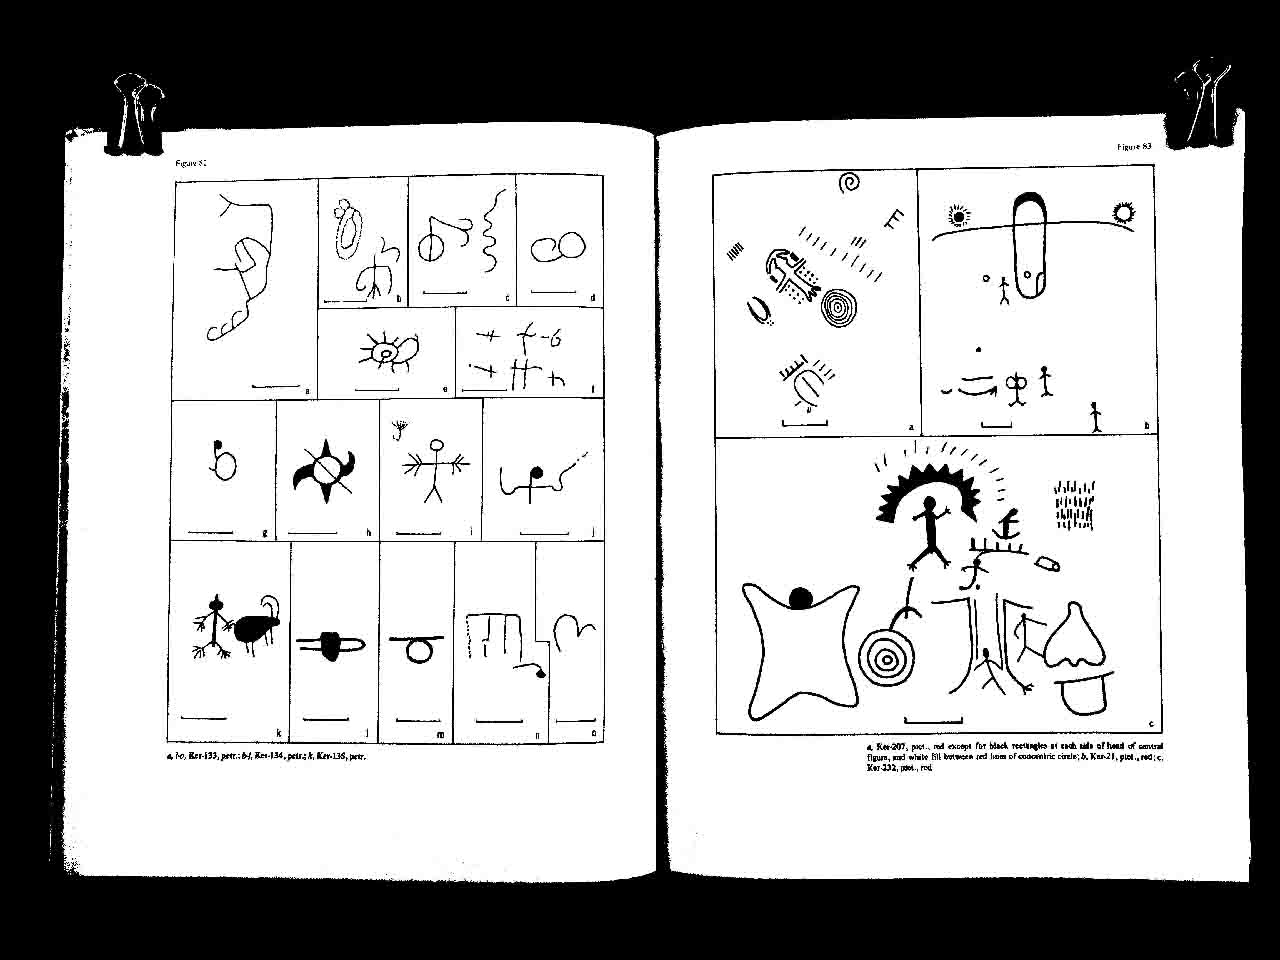 Figure 82
a
b
c
d
e
f
g
h
i
j
k
l
m
n
o
a, l-o, Ker-133, petr.; b-j, Ker-134, petr.; k, Ker-136, petr.
Figure 83
a
b
c
a, Ker-207, pict., red except for black rectangles at each side of head of central
figure, and white fill between red lines of concentric circle; b, Ker-21, pict., red; c,
Ker-232, pict., red